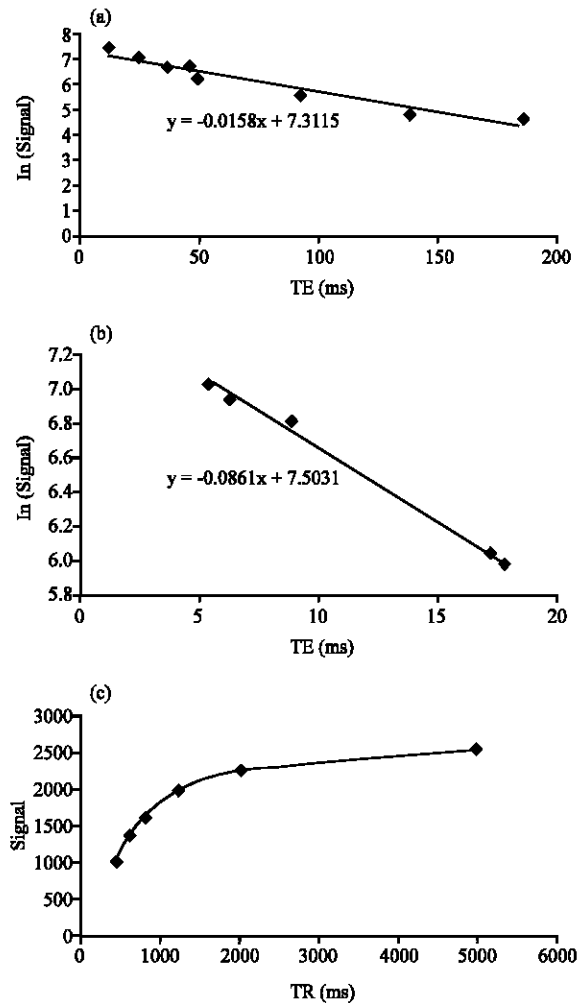 (a)
8
7
6
5
4
3
2
1
0
ln (Signal)
y = -0.0158x + 7.3115
0 50 100 150 200
TE (ms)
(b)
7.2
7.0
6.8
6.6
6.4
6.2
6.0
5.8
ln (Signal)
y = -0.0861x + 7.5031
0 5 10 15 20
TE (ms)
(c)
3000
2500
2000
1500
1000
500
0
Signal
0 1000 2000 3000 4000 5000 6000
TR (ms)